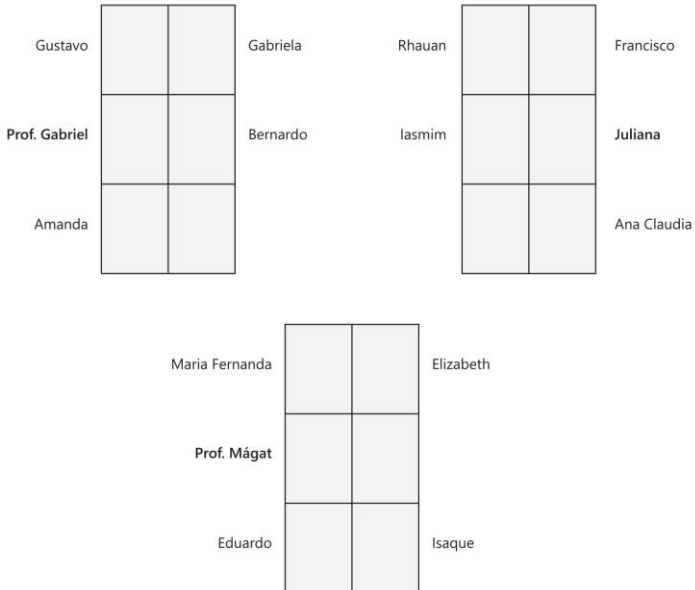 Gustavo Gabriela Rhauan Francisco
Prof. Gabriel Bernardo Iasmim Juliana
Amanda Ana Claudia
Maria Fernanda Elizabeth
Prof. Mágat
Eduardo Isaque